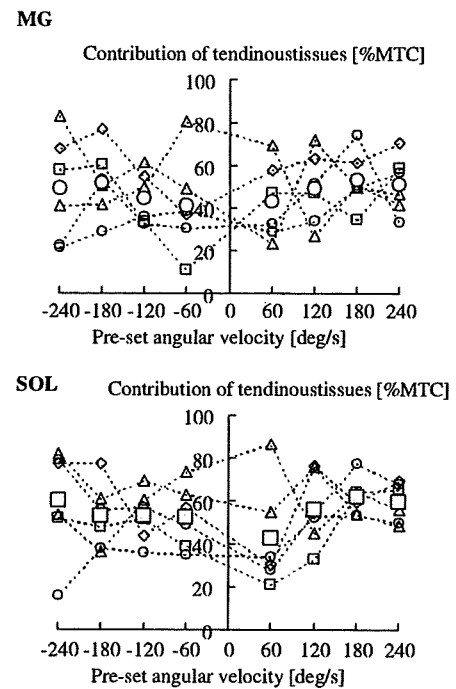 MG
Contribution of tendinoustissues [%MTC]
100
80
60
40
20
0
-240 -180 -120 -60 0 60 120 180 240
Pre-set angular velocity [deg/s]
SOL
Contribution of tendinoustissues [%MTC]
100
80
60
40
20
0
-240 -180 -120 -60 0 60 120 180 240
Pre-set angular velocity [deg/s]